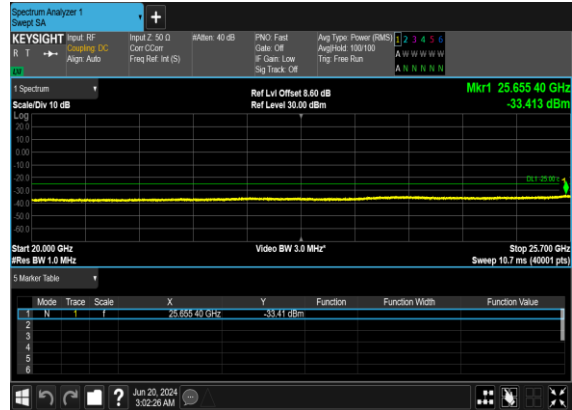 Spectrum Analyzer 1
Swept SA
+
KEYSIGHT Input: RF Input Z: 50 Ω #Atten: 40 dB PNO: Fast Avg Type: Power (RMS) 1 2 3 4 5 6
R T Coupling: DC Corr CCorr Gate: Off Avg|Hold: 100/100 A W W W W W
Align: Auto Freq Ref: Int (S) IF Gain: Low Trig: Free Run
Sig Track: Off A N N N N N
1 Spectrum Ref Lvl Offset 8.60 dB Mkr1 25.655 40 GHz
Scale/Div 10 dB Ref Level 30.00 dBm -33.413 dBm
Log
20.0
10.0
0.00
-10.0
-20.0
-30.0
-40.0
-50.0
-60.0
Start 20.000 GHz Video BW 3.0 MHz* Stop 25.700 GHz
#Res BW 1.0 MHz Sweep 10.7 ms (40001 pts)
5 Marker Table
Mode Trace Scale X Y Function Function Width Function Value
1 N 1 f 25.655 40 GHz -33.41 dBm
2
3
4
5
6
? Jun 20, 2024
3:02:26 AM